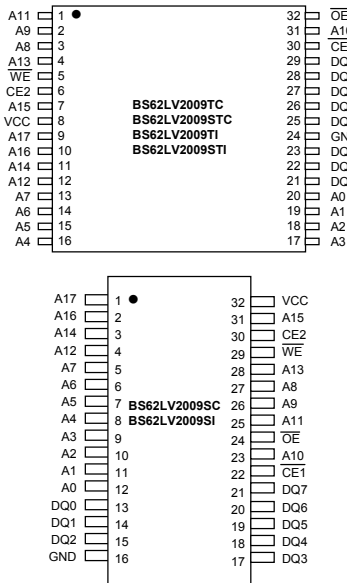 A11 1 32 OE
A9 2 31 A10
A8 3 30 CE
A13 4 29 DQ
WE 5 28 DQ
CE2 6 27 DQ
A15 7 BS62LV2009TC 26 DQ
VCC 8 BS62LV2009STC 25 DQ
A17 9 BS62LV2009TI 24 GN
A16 10 BS62LV2009STI 23 DQ
A14 11 22 DQ
A12 12 21 DQ
A7 13 20 A0
A6 14 19 A1
A5 15 18 A2
A4 16 17 A3
A17 1 32 VCC
A16 2 31 A15
A14 3 30 CE2
A12 4 29 WE
A7 5 28 A13
A6 6 27 A8
A5 7 BS62LV2009SC 26 A9
A4 8 BS62LV2009SI 25 A11
A3 9 24 OE
A2 10 23 A10
A1 11 22 CE1
A0 12 21 DQ7
DQ0 13 20 DQ6
DQ1 14 19 DQ5
DQ2 15 18 DQ4
GND 16 17 DQ3